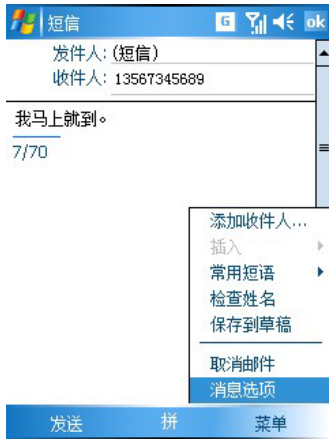 短信 G ok
发件人: (短信)
收件人: 13567345689
我马上就到。
7/70
添加收件人...
插入
常用短语
检查姓名
保存到草稿
取消邮件
消息选项
发送 拼 菜单